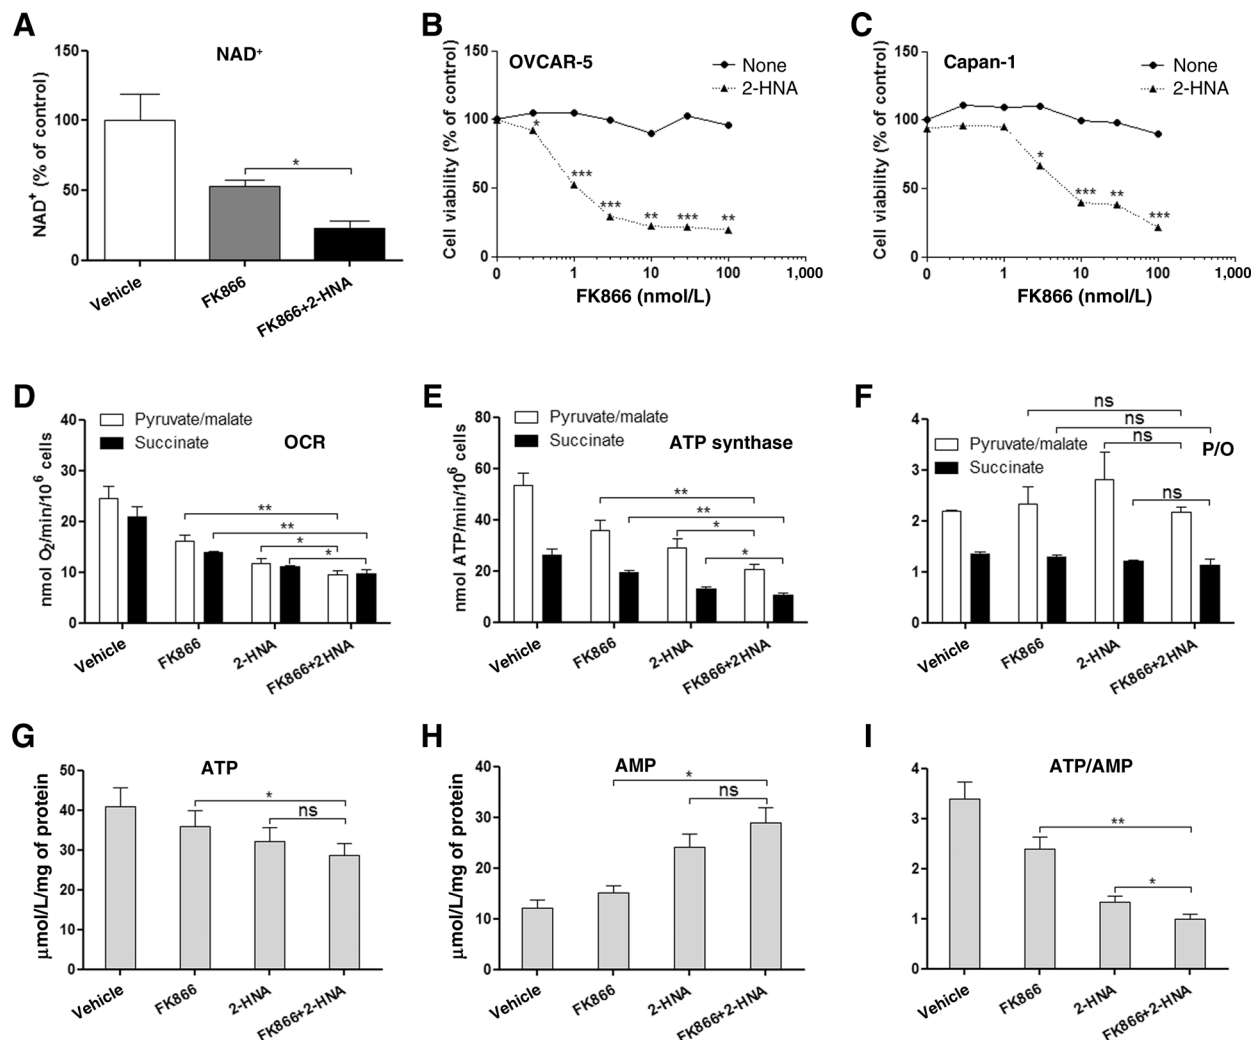 A
NAD+
NAD+ (% of control)
150
100
50
0
*
Vehicle
FK866
FK866+2-HNA
B
OVCAR-5
None
2-HNA
Cell viability (% of control)
150
100
50
0
*
***
***
**
***
**
0
1
10
100
1,000
FK866 (nmol/L)
C
Capan-1
None
2-HNA
Cell viability (% of control)
150
100
50
0
*
***
**
***
0
1
10
100
1,000
FK866 (nmol/L)
D
Pyruvate/malate
Succinate
OCR
nmol O2/min/10^6 cells
40
30
20
10
0
**
**
*
*
Vehicle
FK866
2-HNA
FK866+2HNA
E
Pyruvate/malate
Succinate
ATP synthase
nmol ATP/min/10^6 cells
80
60
40
20
0
**
**
*
*
Vehicle
FK866
2-HNA
FK866+2HNA
F
Pyruvate/malate
Succinate
P/O
4
3
2
1
0
ns
ns
ns
ns
Vehicle
FK866
2-HNA
FK866+2HNA
G
ATP
μmol/L/mg of protein
50
40
30
20
10
0
*
ns
Vehicle
FK866
2-HNA
FK866+2-HNA
H
AMP
μmol/L/mg of protein
40
30
20
10
0
*
ns
Vehicle
FK866
2-HNA
FK866+2-HNA
I
ATP/AMP
4
3
2
1
0
**
*
Vehicle
FK866
2-HNA
FK866+2-HNA